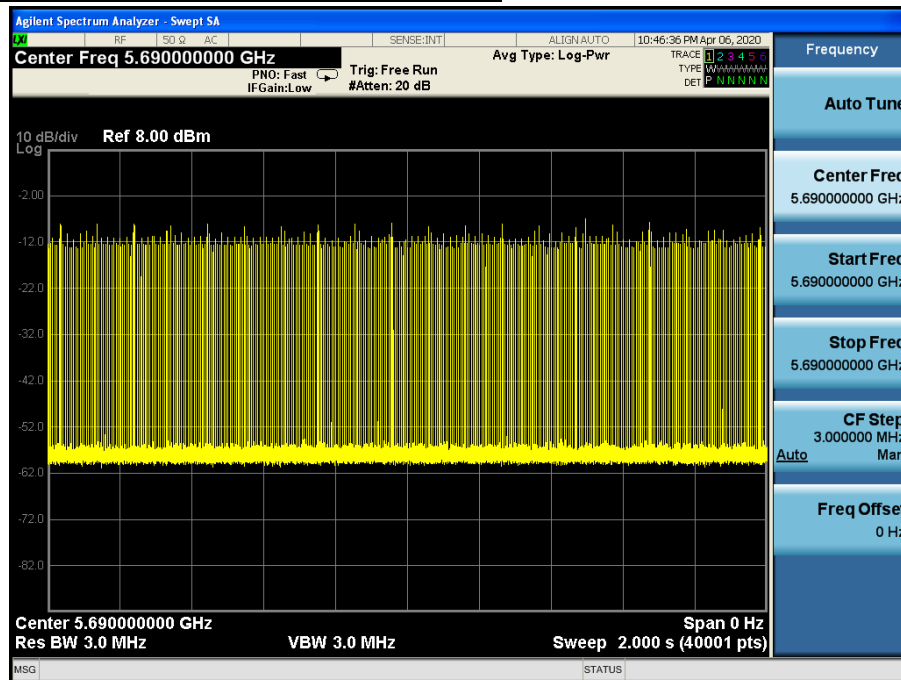 Agilent Spectrum Analyzer - Swept SA
LXI RF 50 Ω AC SENSE:INT ALIGN AUTO 10:46:36 PM Apr 06, 2020
Center Freq 5.690000000 GHz
PNO: Fast
IFGain:Low
Trig: Free Run
#Atten: 20 dB
Avg Type: Log-Pwr
TRACE 1 2 3 4 5 6
TYPE WWWWWW
DET P N N N N N
10 dB/div
Log
Ref 8.00 dBm
-2.00
-12.0
-22.0
-32.0
-42.0
-52.0
-62.0
-72.0
-82.0
Center 5.690000000 GHz
Span 0 Hz
Res BW 3.0 MHz
VBW 3.0 MHz
Sweep 2.000 s (40001 pts)
MSG
STATUS
Frequency
Auto Tune
Center Freq
5.690000000 GHz
Start Freq
5.690000000 GHz
Stop Freq
5.690000000 GHz
CF Step
3.000000 MHz
Auto Man
Freq Offset
0 Hz